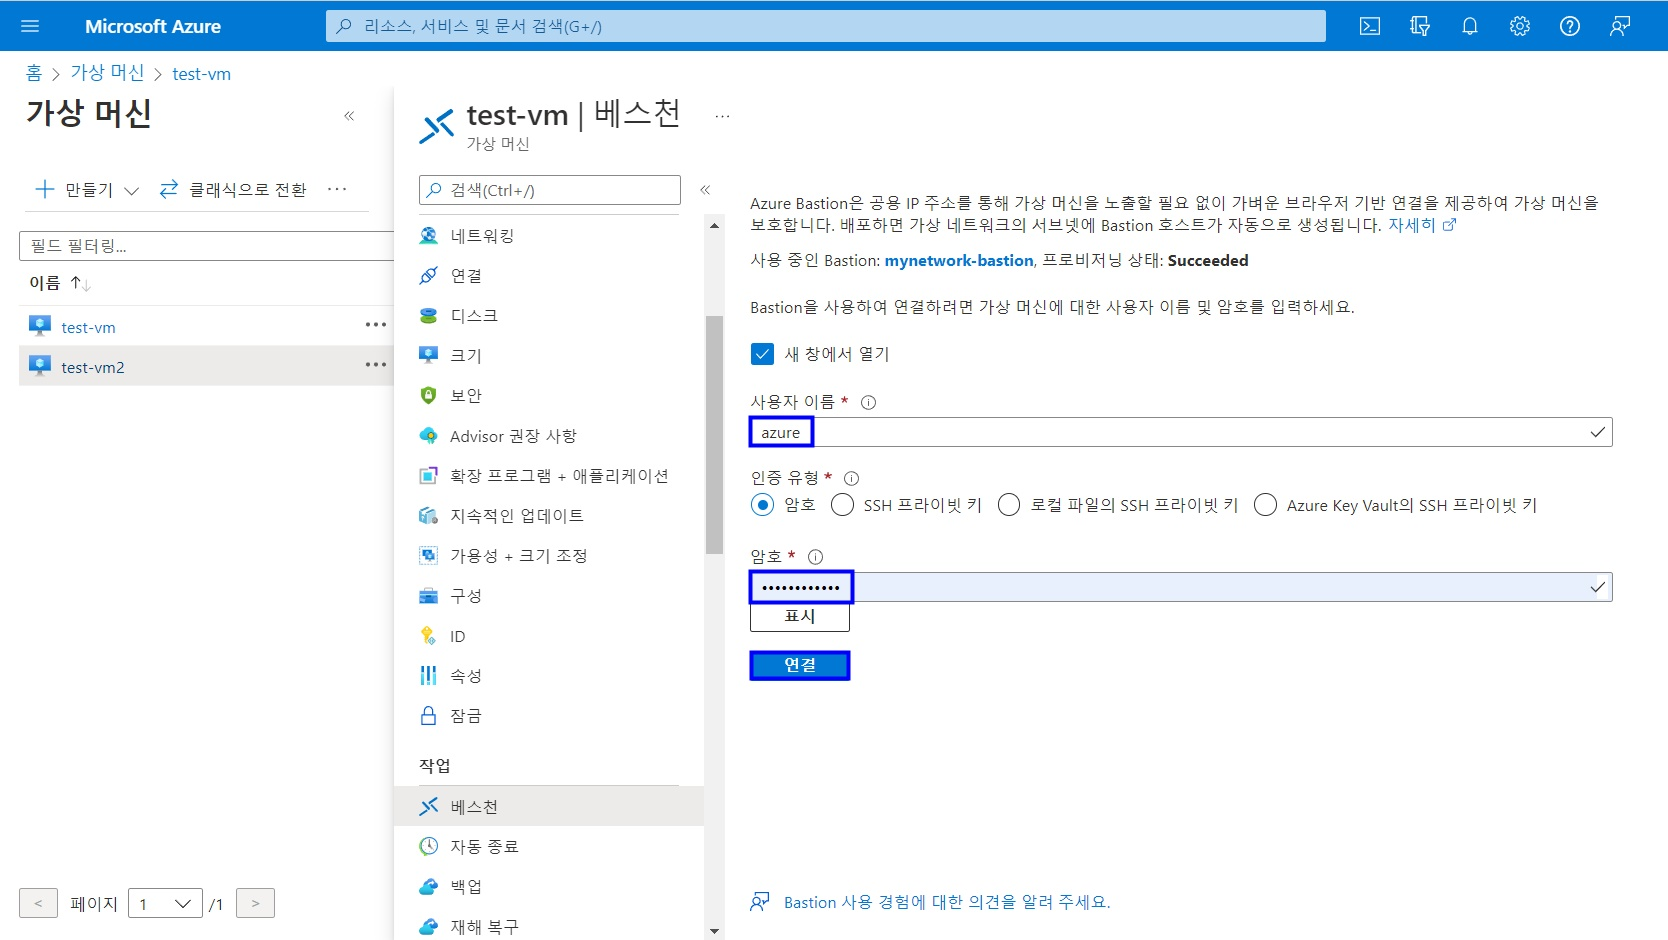 Microsoft Azure
리소스, 서비스 및 문서 검색(G+/)
홈 > 가상 머신 > test-vm
가상 머신
«
만들기
클래식으로 전환
...
필드 필터링...
이름 ↑↓
test-vm
...
test-vm2
...
< 페이지 1 /1 >
test-vm | 베스천
...
가상 머신
검색(Ctrl+/)
«
네트워킹
연결
디스크
크기
보안
Advisor 권장 사항
확장 프로그램 + 애플리케이션
지속적인 업데이트
가용성 + 크기 조정
구성
ID
속성
잠금
작업
베스천
자동 종료
백업
재해 복구
Azure Bastion은 공용 IP 주소를 통해 가상 머신을 노출할 필요 없이 가벼운 브라우저 기반 연결을 제공하여 가상 머신을
보호합니다. 배포하면 가상 네트워크의 서브넷에 Bastion 호스트가 자동으로 생성됩니다. 자세히
사용 중인 Bastion: mynetwork-bastion, 프로비저닝 상태: Succeeded
Bastion을 사용하여 연결하려면 가상 머신에 대한 사용자 이름 및 암호를 입력하세요.
새 창에서 열기
사용자 이름 *
azure
인증 유형 *
암호 SSH 프라이빗 키 로컬 파일의 SSH 프라이빗 키 Azure Key Vault의 SSH 프라이빗 키
암호 *
••••••••••••
표시
연결
Bastion 사용 경험에 대한 의견을 알려 주세요.